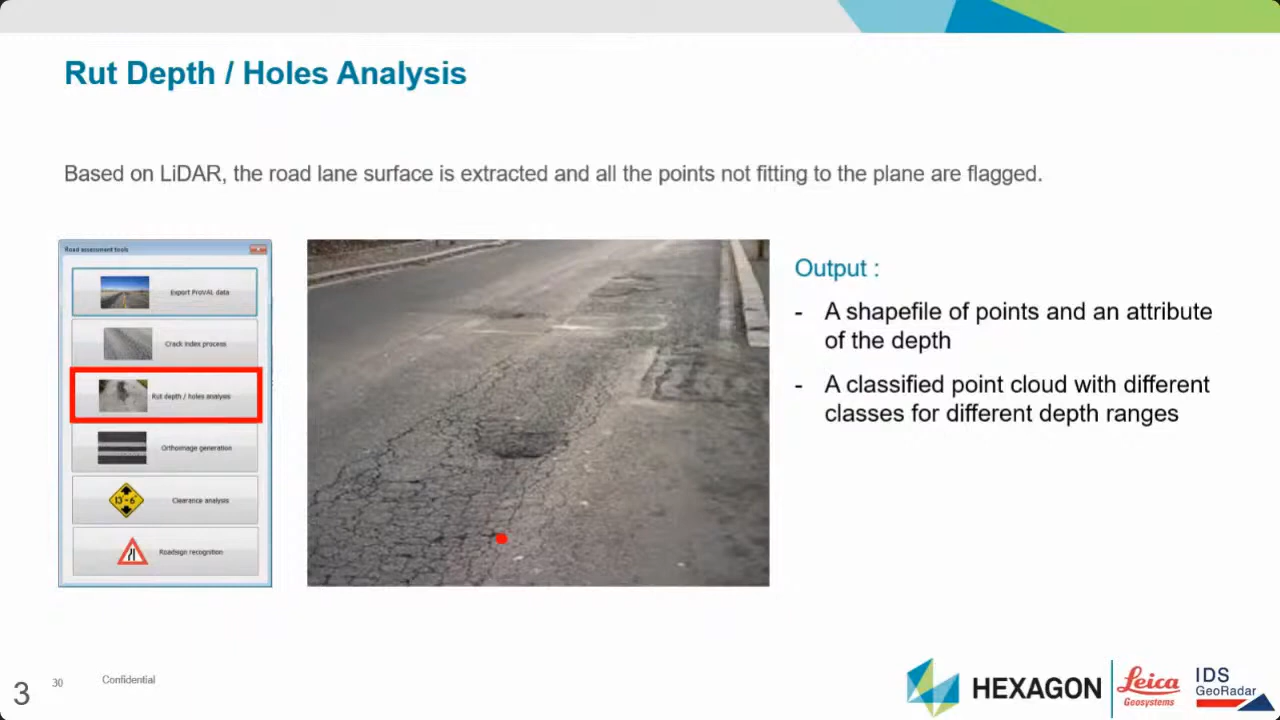 Rut Depth / Holes Analysis
Based on LiDAR, the road lane surface is extracted and all the points not fitting to the plane are flagged.
Road assessment tools
Export ProVAL data
Crack index process
Rut depth / holes analysis
Orthoimage generation
13-6
Clearance analysis
Roadsign recognition
Output :
- A shapefile of points and an attribute
of the depth
- A classified point cloud with different
classes for different depth ranges
3
30
Confidential
HEXAGON
Leica
Geosystems
IDS
GeoRadar